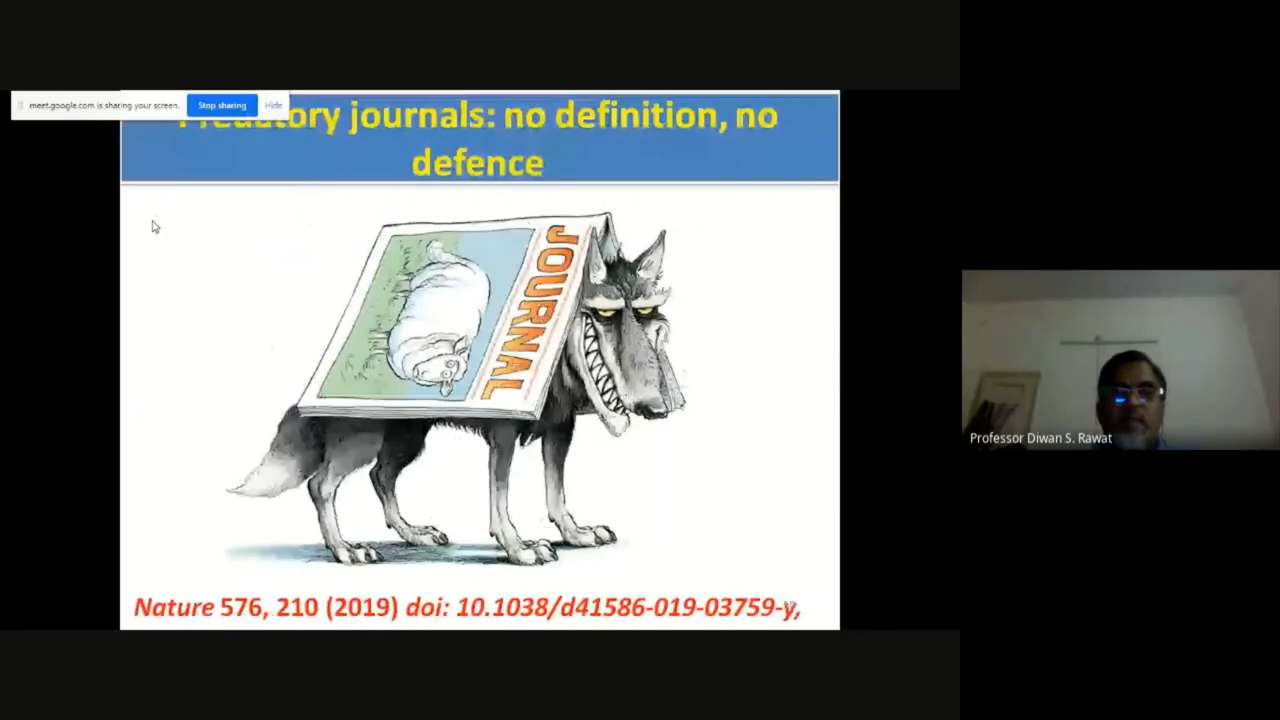 meet.google.com is sharing your screen.
Stop sharing
Hide
journals: no definition, no
defence
JOURNAL
Nature 576, 210 (2019) doi: 10.1038/d41586-019-03759-y,
Professor Diwan S. Rawat